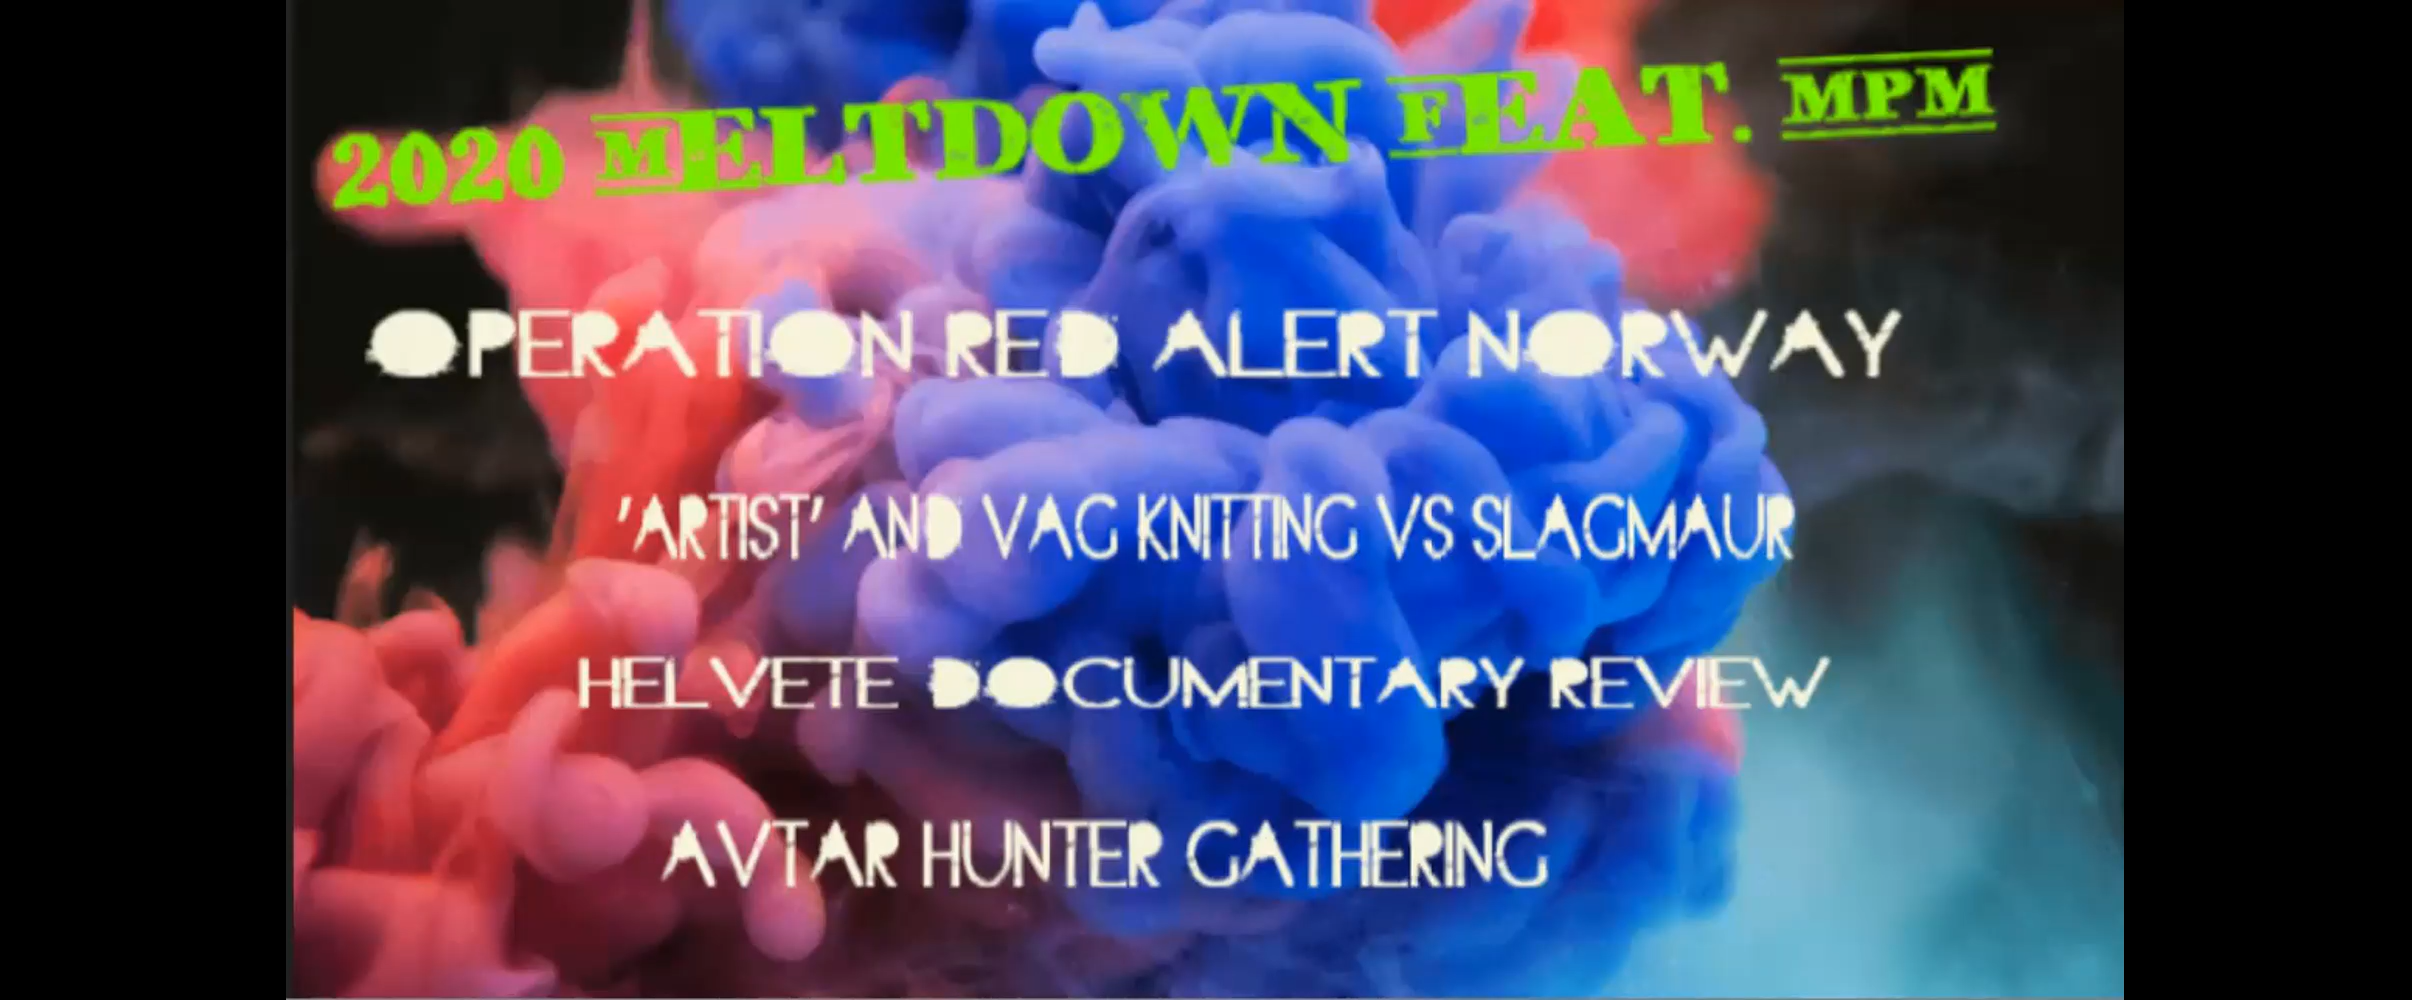 2020 MELTDOWN FEAT. MPM
OPERATION RED ALERT NORWAY
'ARTIST' AND VAG KNITTING VS SLAGMAUR
HELVETE DOCUMENTARY REVIEW
AVTAR HUNTER GATHERING